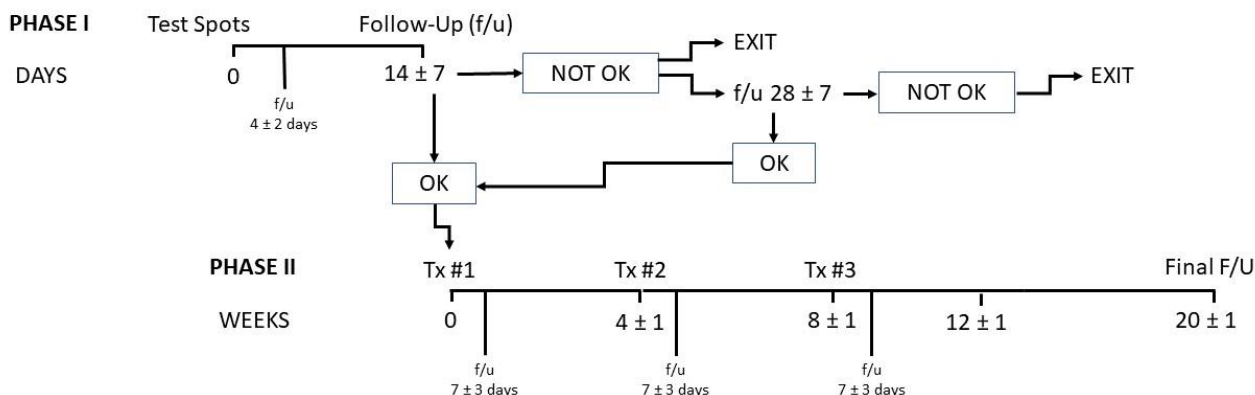 PHASE I
Test Spots
Follow-Up (f/u)
DAYS
0
f/u
4 ± 2 days
14 ± 7
NOT OK
EXIT
f/u 28 ± 7
NOT OK
EXIT
OK
OK
PHASE II
Tx #1
Tx #2
Tx #3
Final F/U
WEEKS
0
4 ± 1
8 ± 1
12 ± 1
20 ± 1
f/u
7 ± 3 days
f/u
7 ± 3 days
f/u
7 ± 3 days